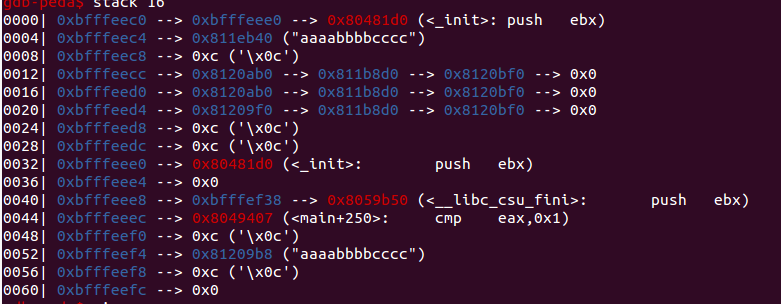 gdb-peda$ stack 16
0000| 0xbfffeec0 --> 0xbfffeee0 --> 0x80481d0 (<_init>: push   ebx)
0004| 0xbfffeec4 --> 0x811eb40 ("aaaabbbbcccc")
0008| 0xbfffeec8 --> 0xc ('\x0c')
0012| 0xbfffeecc --> 0x8120ab0 --> 0x811b8d0 --> 0x8120bf0 --> 0x0
0016| 0xbfffeed0 --> 0x8120ab0 --> 0x811b8d0 --> 0x8120bf0 --> 0x0
0020| 0xbfffeed4 --> 0x81209f0 --> 0x811b8d0 --> 0x8120bf0 --> 0x0
0024| 0xbfffeed8 --> 0xc ('\x0c')
0028| 0xbfffeedc --> 0xc ('\x0c')
0032| 0xbfffeee0 --> 0x80481d0 (<_init>:        push   ebx)
0036| 0xbfffeee4 --> 0x0
0040| 0xbfffeee8 --> 0xbfffef38 --> 0x8059b50 (<__libc_csu_fini>:       push   ebx)
0044| 0xbfffeeec --> 0x8049407 (<main+250>:     cmp    eax,0x1)
0048| 0xbfffeef0 --> 0xc ('\x0c')
0052| 0xbfffeef4 --> 0x81209b8 ("aaaabbbbcccc")
0056| 0xbfffeef8 --> 0xc ('\x0c')
0060| 0xbfffeefc --> 0x0